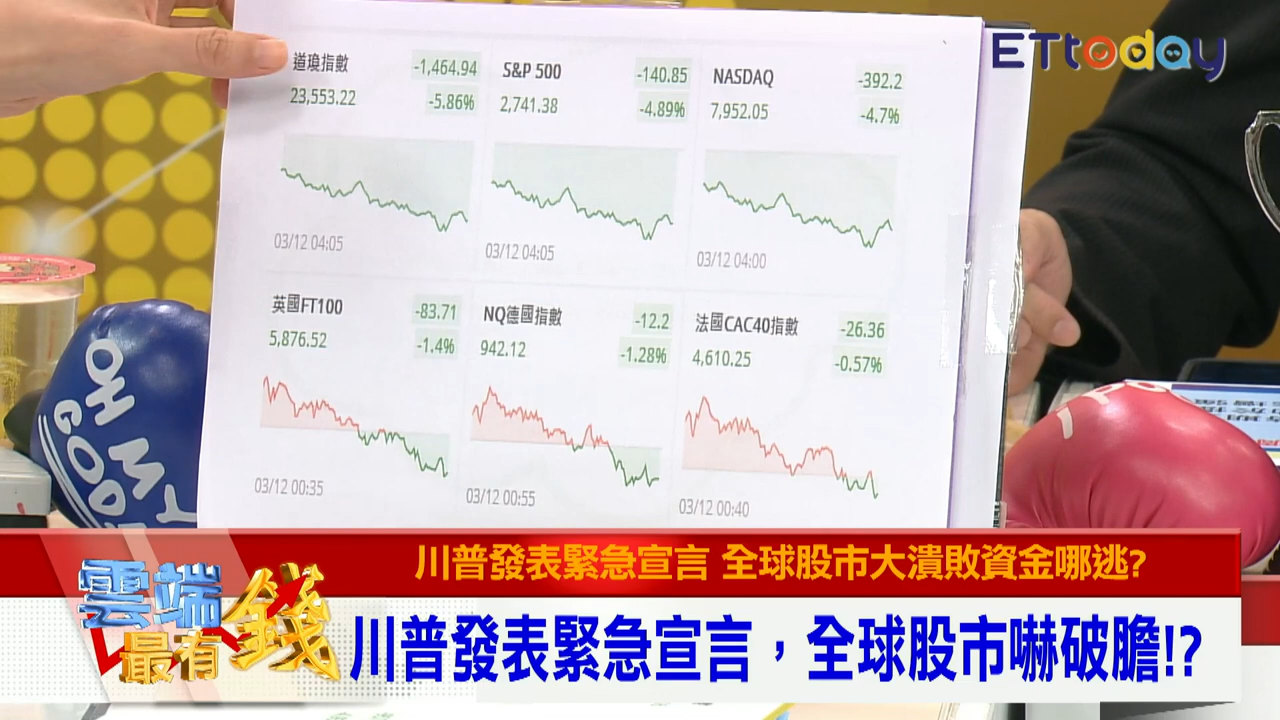 ETtoday
道瓊指數 -1,464.94
23,553.22 -5.86%
03/12 04:05
S&P 500 -140.85
2,741.38 -4.89%
03/12 04:05
NASDAQ -392.2
7,952.05 -4.7%
03/12 04:00
英國FT100 -83.71
5,876.52 -1.4%
03/12 00:35
NQ德國指數 -12.2
942.12 -1.28%
03/12 00:55
法國CAC40指數 -26.36
4,610.25 -0.57%
03/12 00:40
OH MY
GOD
川普發表緊急宣言 全球股市大潰敗資金哪逃?
雲端
最有錢
川普發表緊急宣言，全球股市嚇破膽!?